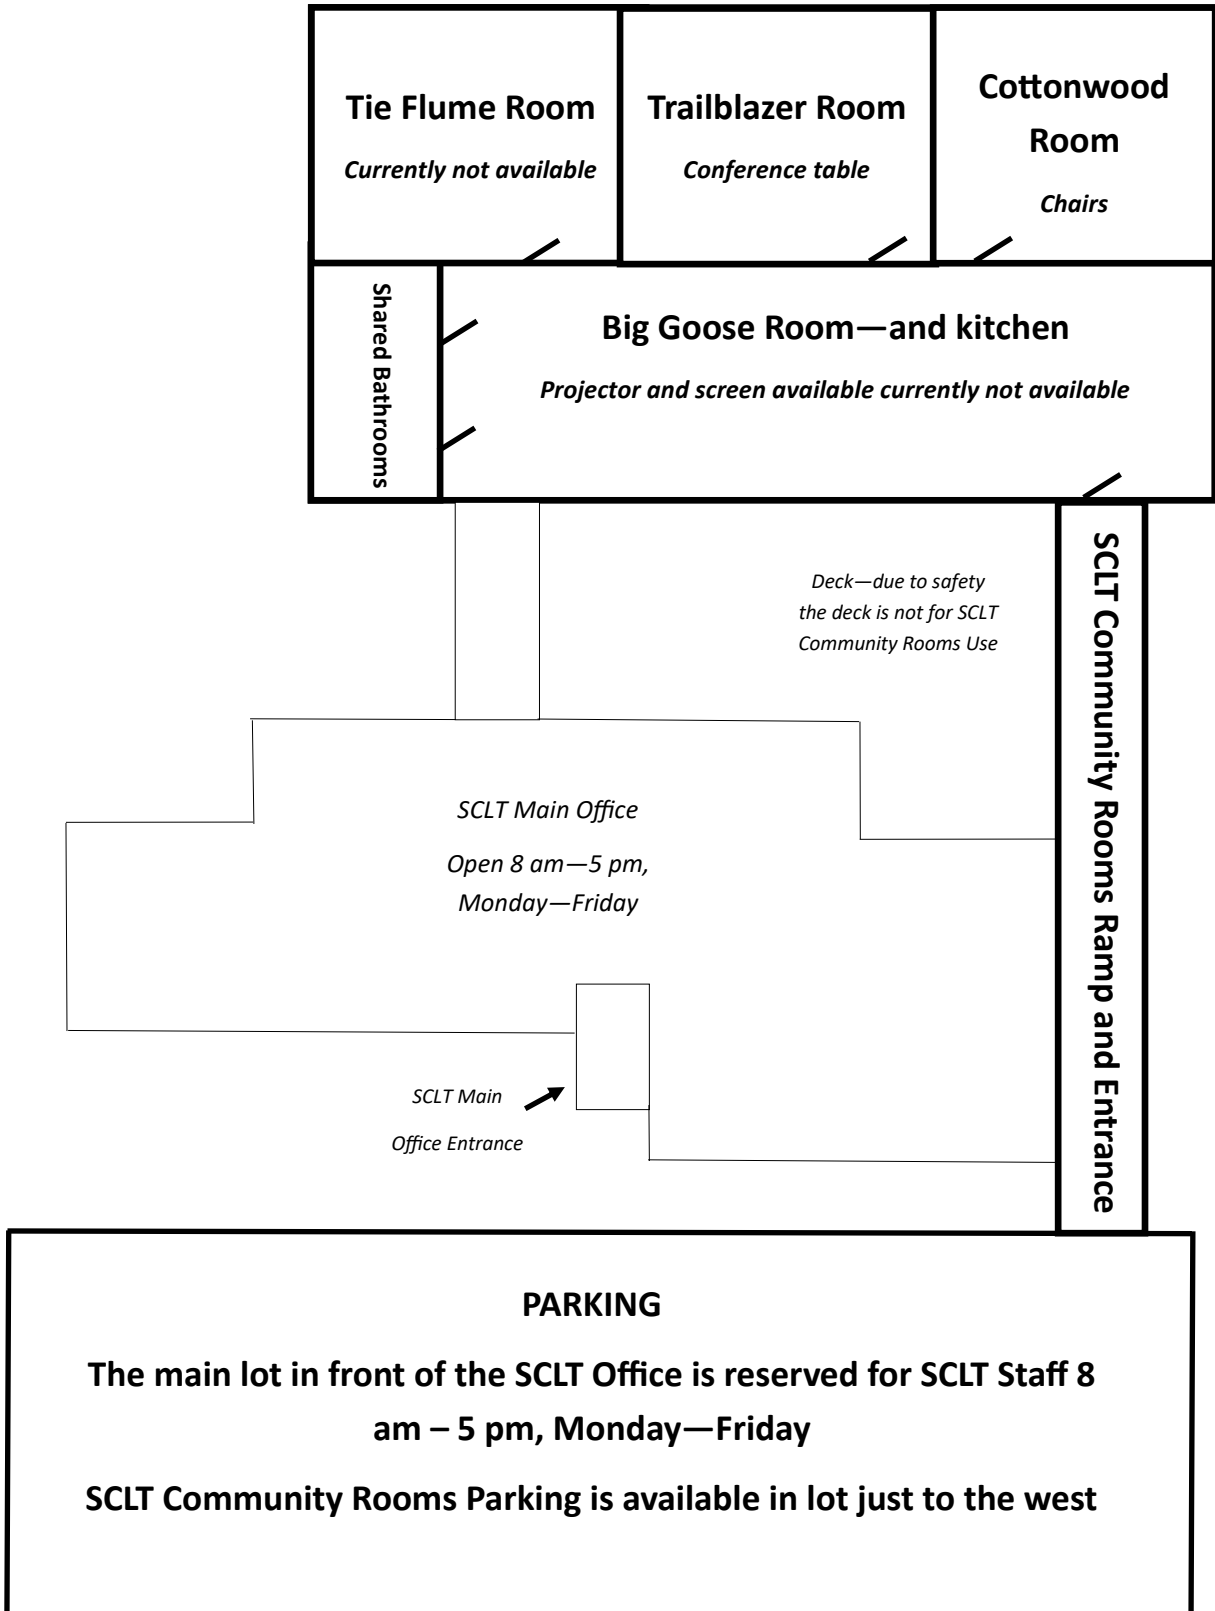 Tie Flume Room
Currently not available
Trailblazer Room
Conference table
Cottonwood
Room
Chairs
Shared Bathrooms
Big Goose Room—and kitchen
Projector and screen available currently not available
Deck—due to safety
the deck is not for SCLT
Community Rooms Use
SCLT Community Rooms Ramp and Entrance
SCLT Main Office
Open 8 am—5 pm,
Monday—Friday
SCLT Main
Office Entrance
PARKING
The main lot in front of the SCLT Office is reserved for SCLT Staff 8
am – 5 pm, Monday—Friday
SCLT Community Rooms Parking is available in lot just to the west